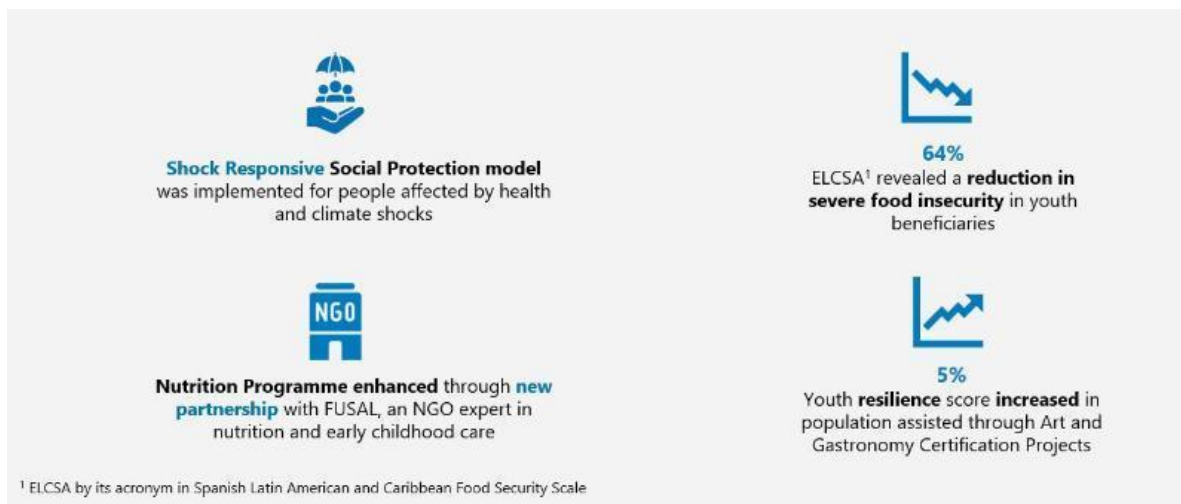 Shock Responsive Social Protection model
was implemented for people affected by health
and climate shocks
64%
ELCSA¹ revealed a reduction in
severe food insecurity in youth
beneficiaries
NGO
Nutrition Programme enhanced through new
partnership with FUSAL, an NGO expert in
nutrition and early childhood care
5%
Youth resilience score increased in
population assisted through Art and
Gastronomy Certification Projects
¹ ELCSA by its acronym in Spanish Latin American and Caribbean Food Security Scale